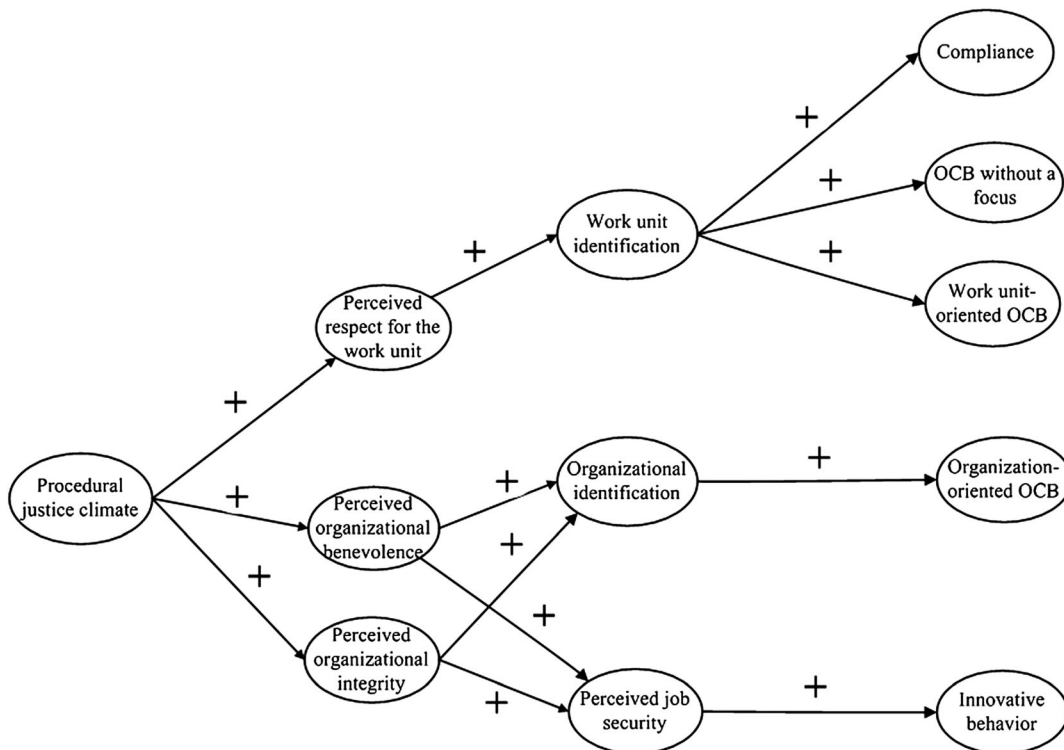 Compliance
+
OCB without a
focus
+
Work unit
identification
+
Work unit-
oriented OCB
+
Perceived
respect for the
work unit
+
Procedural
justice climate
+
Perceived
organizational
benevolence
+
Organizational
identification
+
Organization-
oriented OCB
+
+
Perceived
organizational
integrity
+
+
Perceived job
security
+
Innovative
behavior